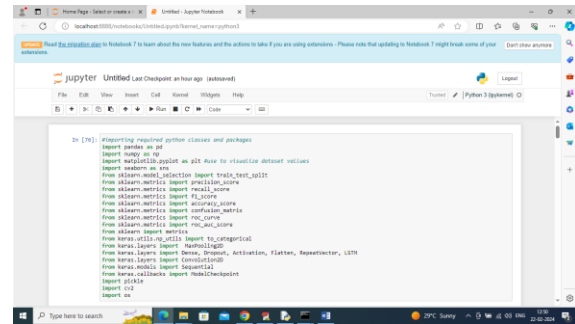 Home Page - Select or create a n
Untitled - Jupyter Notebook
localhost:8888/notebooks/Untitled.ipynb?kernel_name=python3
UPDATE Read the migration plan to Notebook 7 to learn about the new features and the actions to take if you are using extensions - Please note that updating to Notebook 7 might break some of your extensions.
Don't show anymore
jupyter Untitled Last Checkpoint: an hour ago (autosaved)
Logout
File Edit View Insert Cell Kernel Widgets Help
Trusted Python 3 (ipykernel)
Run Code
In [70]: #importing required python classes and packages
import pandas as pd
import numpy as np
import matplotlib.pyplot as plt #use to visualize dataset vallues
import seaborn as sns
from sklearn.model_selection import train_test_split
from sklearn.metrics import precision_score
from sklearn.metrics import recall_score
from sklearn.metrics import f1_score
from sklearn.metrics import accuracy_score
from sklearn.metrics import confusion_matrix
from sklearn.metrics import roc_curve
from sklearn.metrics import roc_auc_score
from sklearn import metrics
from keras.utils.np_utils import to_categorical
from keras.layers import MaxPooling2D
from keras.layers import Dense, Dropout, Activation, Flatten, RepeatVector, LSTM
from keras.layers import Convolution2D
from keras.models import Sequential
from keras.callbacks import ModelCheckpoint
import pickle
import cv2
import os
Type here to search
29°C Sunny
ENG
12:50
22-02-2024